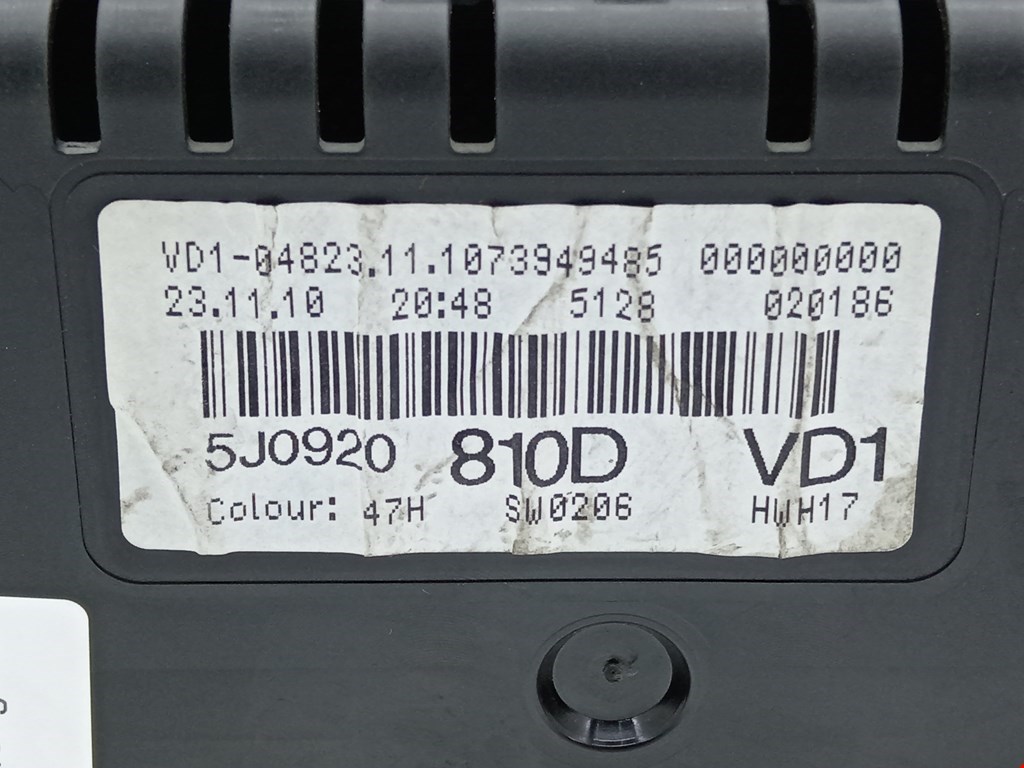 VD1-04823.11.1073949485 000000000
23.11.10 20:48 5128 020186
5J0920 810D VD1
Colour: 47H SW0206 HWH17